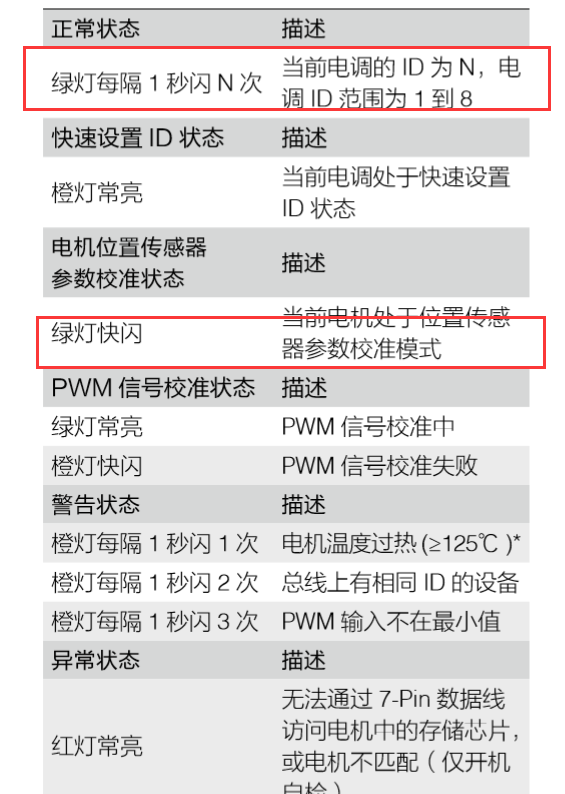 正常状态 描述
绿灯每隔 1 秒闪 N 次 当前电调的 ID 为 N，电
调 ID 范围为 1 到 8
快速设置 ID 状态 描述
橙灯常亮 当前电调处于快速设置
ID 状态
电机位置传感器
参数校准状态 描述
绿灯快闪 当前电机处于位置传感
器参数校准模式
PWM 信号校准状态 描述
绿灯常亮 PWM 信号校准中
橙灯快闪 PWM 信号校准失败
警告状态 描述
橙灯每隔 1 秒闪 1 次 电机温度过热 (≥125℃ )*
橙灯每隔 1 秒闪 2 次 总线上有相同 ID 的设备
橙灯每隔 1 秒闪 3 次 PWM 输入不在最小值
异常状态 描述
红灯常亮 无法通过 7-Pin 数据线
访问电机中的存储芯片，
或电机不匹配（仅开机
自检）